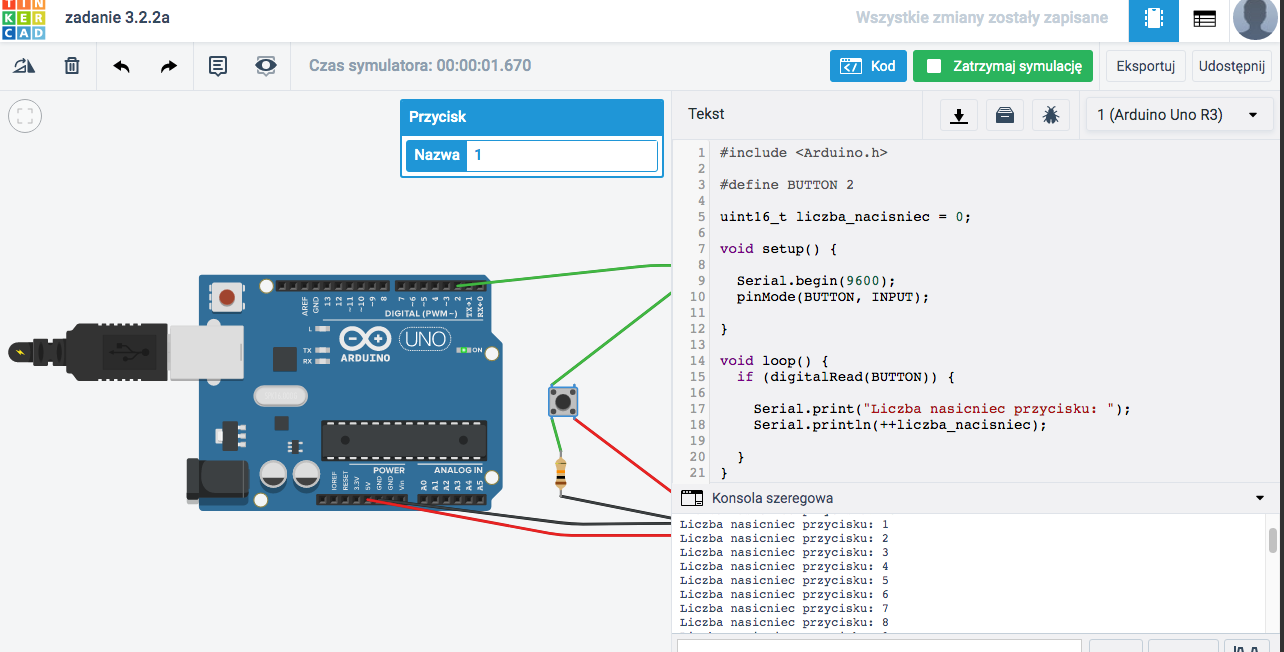 TIN
KER
CAD
zadanie 3.2.2a
Wszystkie zmiany zostały zapisane
Czas symulatora: 00:00:01.670
Kod
Zatrzymaj symulację
Eksportuj
Udostępnij
Przycisk
Nazwa 1
Tekst
1 (Arduino Uno R3)
1 #include <Arduino.h>
2
3 #define BUTTON 2
4
5 uint16_t liczba_nacisniec = 0;
6
7 void setup() {
8
9 Serial.begin(9600);
10 pinMode(BUTTON, INPUT);
11
12 }
13
14 void loop() {
15 if (digitalRead(BUTTON)) {
16
17 Serial.print("Liczba nasicniec przycisku: ");
18 Serial.println(++liczba_nacisniec);
19
20 }
21 }
AREF
GND
13
12
~11
~10
~9
8
7
~6
~5
4
~3
2
TX→1
RX←0
DIGITAL (PWM~)
L
TX
RX
UNO
ARDUINO
ON
POWER
ANALOG IN
IOREF
RESET
3.3V
5V
GND
GND
Vin
A0
A1
A2
A3
A4
A5
Konsola szeregowa
Liczba nasicniec przycisku: 1
Liczba nasicniec przycisku: 2
Liczba nasicniec przycisku: 3
Liczba nasicniec przycisku: 4
Liczba nasicniec przycisku: 5
Liczba nasicniec przycisku: 6
Liczba nasicniec przycisku: 7
Liczba nasicniec przycisku: 8